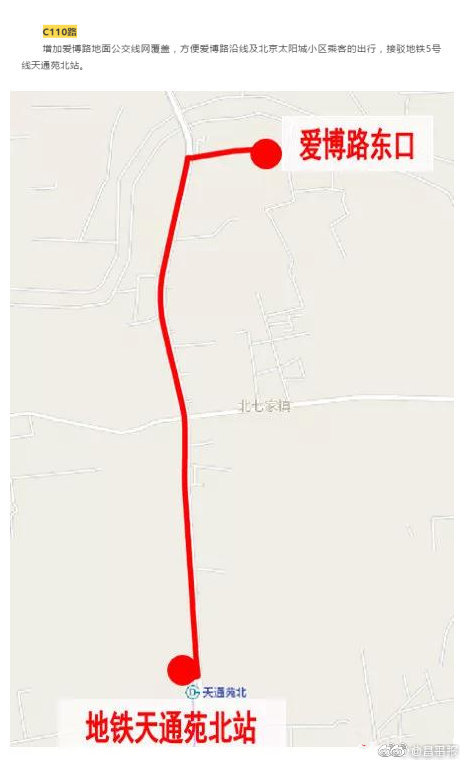 C110路
增加爱博路地面公交线网覆盖，方便爱博路沿线及北京太阳城小区乘客的出行，接驳地铁5号
线天通苑北站。
爱博路东口
北七家镇
天通苑北
地铁天通苑北站